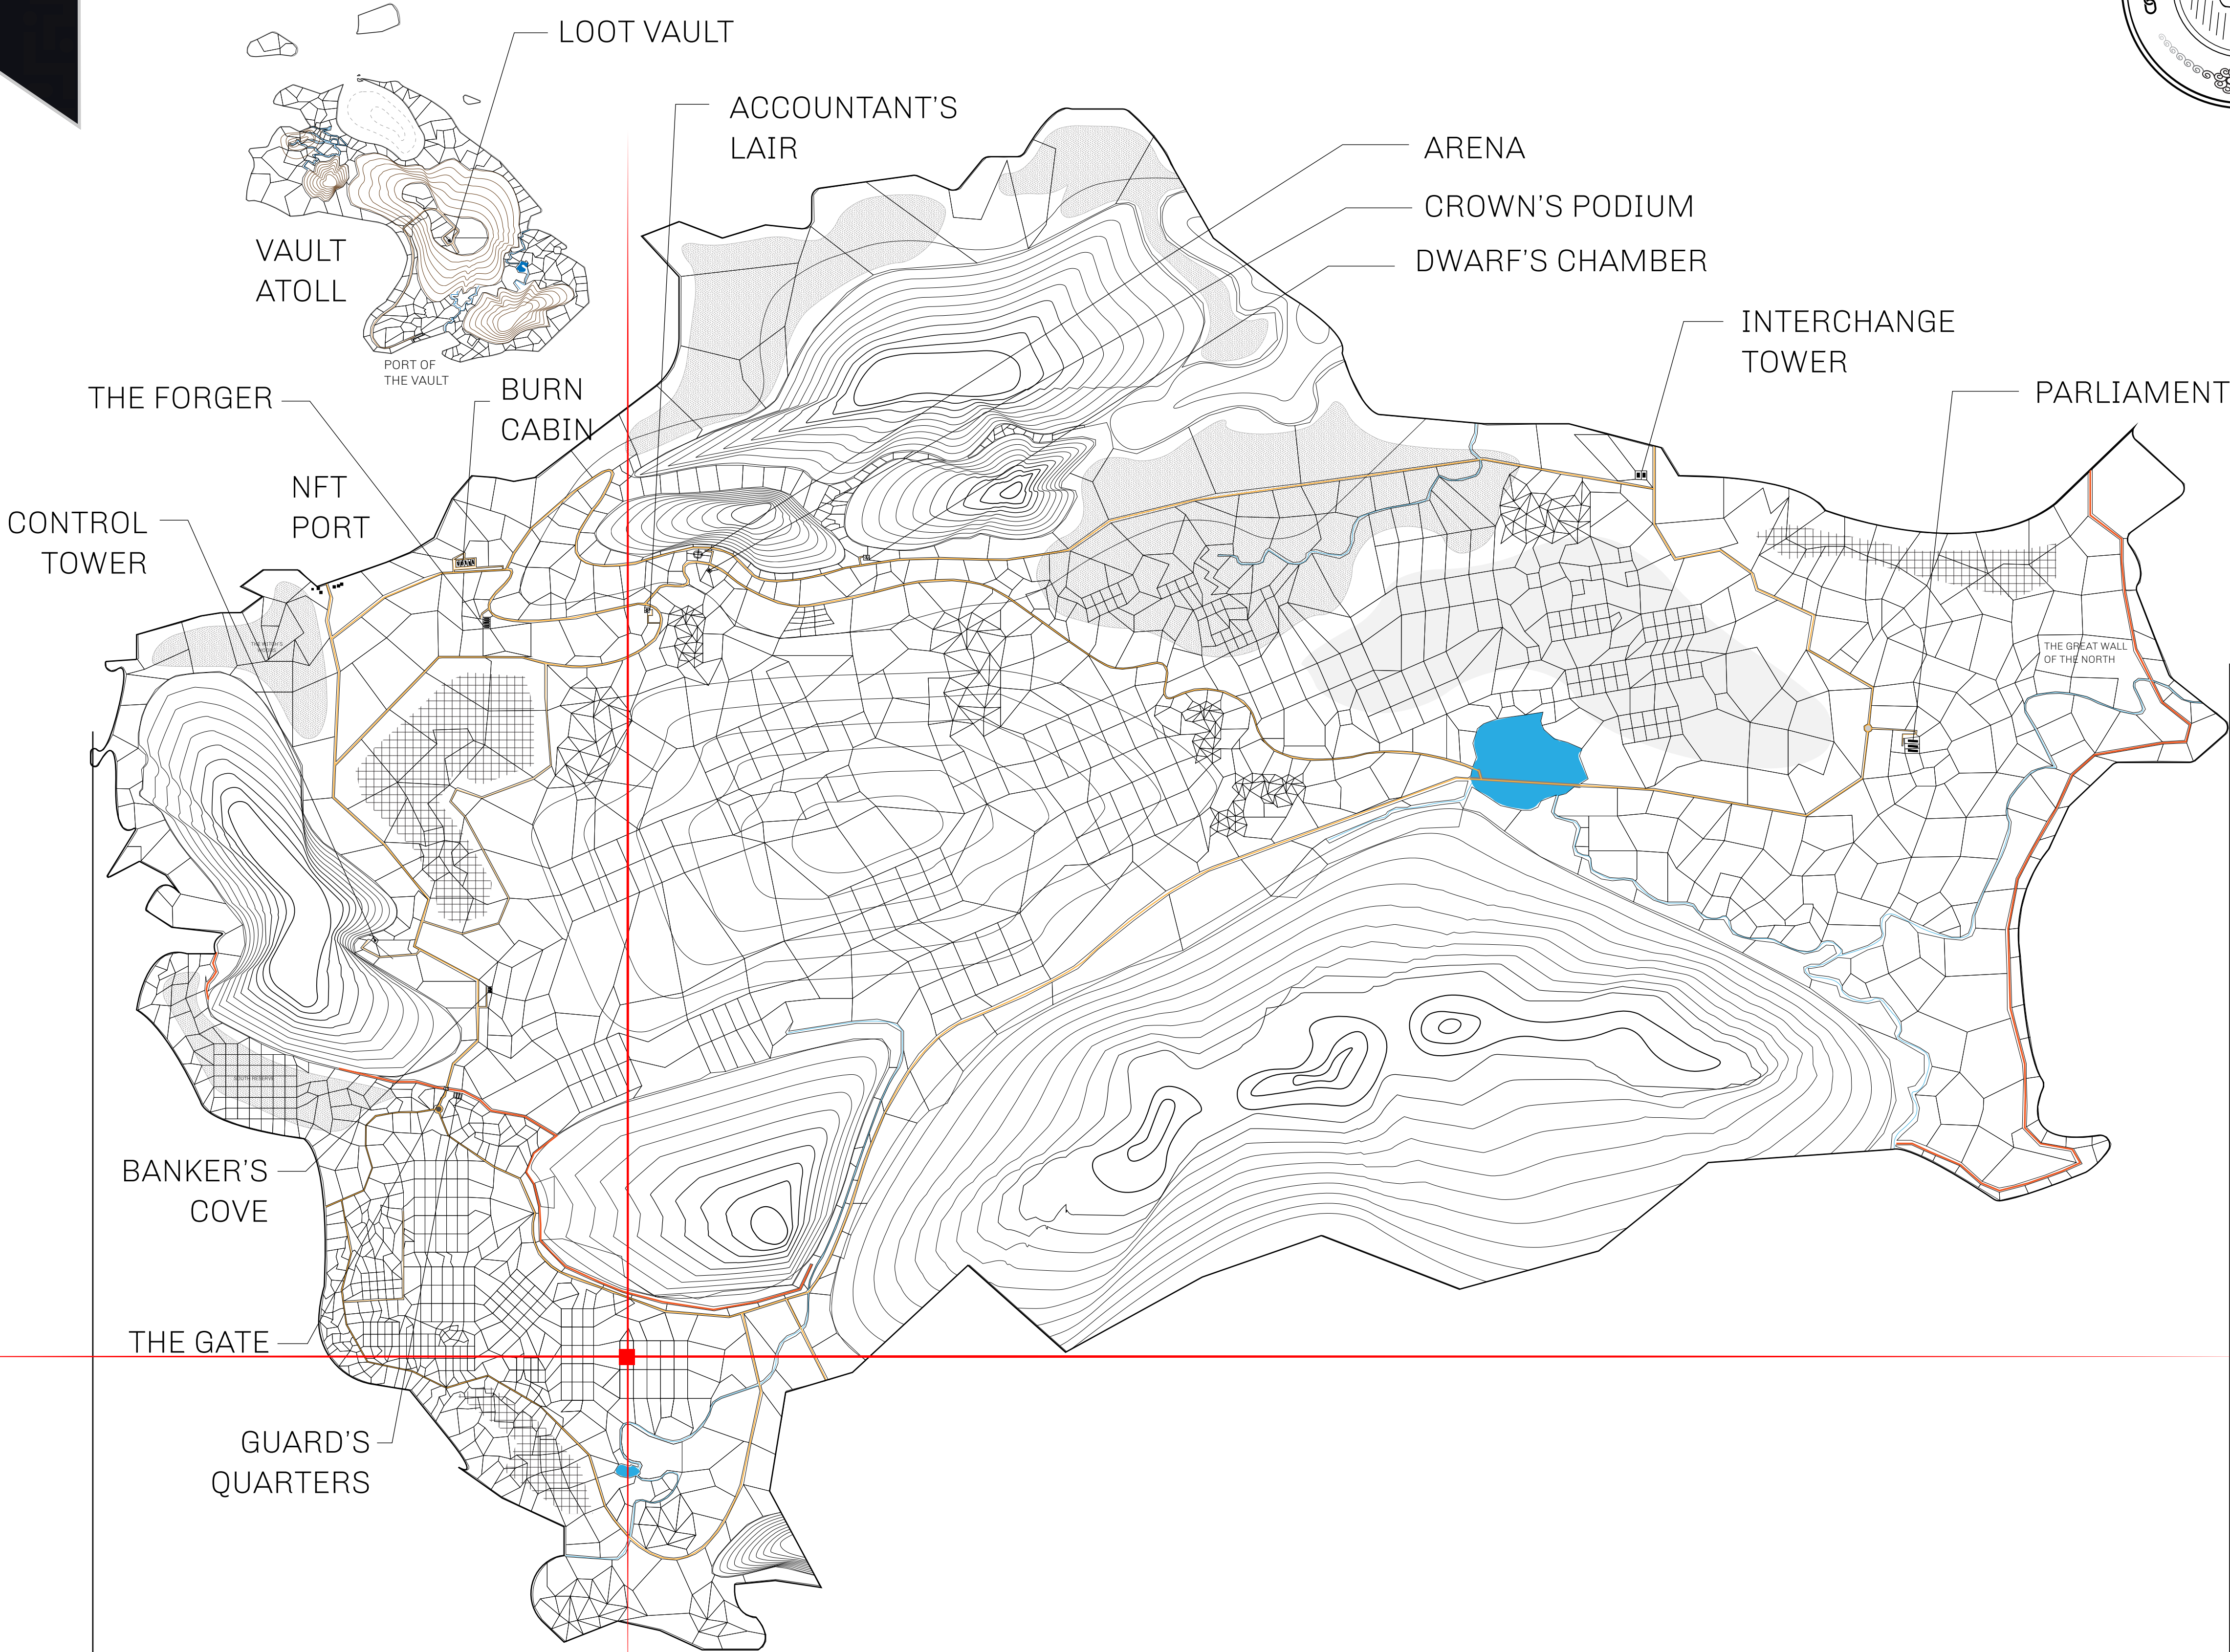 LOOT VAULT
ACCOUNTANT’S
LAIR
ARENA
CROWN’S PODIUM
DWARF’S CHAMBER
VAULT
ATOLL
INTERCHANGE
TOWER
PORT OF
THE VAULT
THE FORGER
BURN
CABIN
PARLIAMENT
NFT
PORT
CONTROL
TOWER
THE GREAT WALL
OF THE NORTH
SOUTH RESERVE
BANKER’S
COVE
THE GATE
GUARD’S
QUARTERS